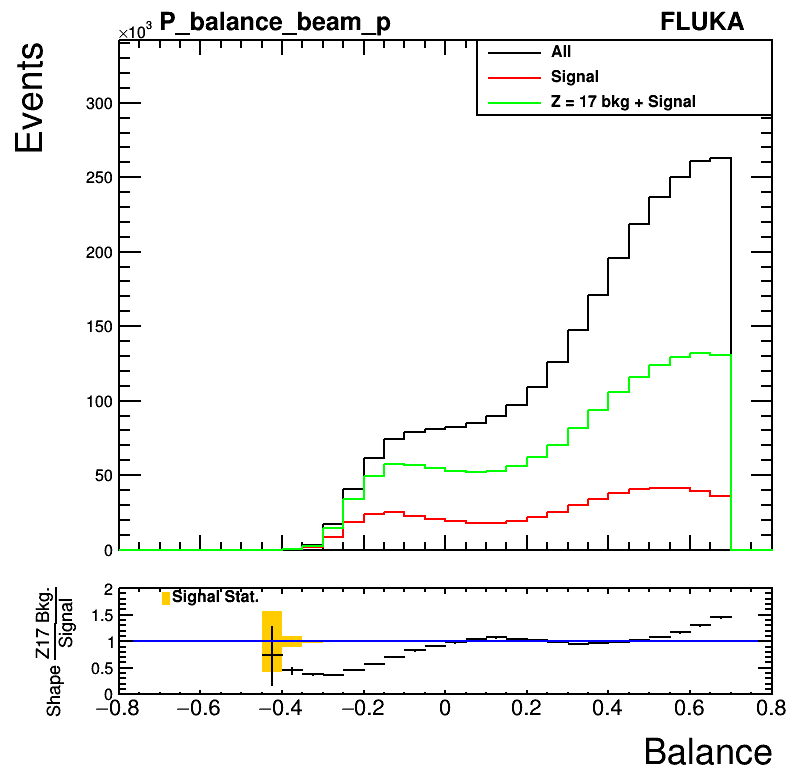 ×10³ P_balance_beam_p FLUKA
Events
All
Signal
Z = 17 bkg + Signal
300
250
200
150
100
50
0
Shape Z17 Bkg. / Signal
Signal Stat.
2
1.5
1
0.5
0
−0.8 −0.6 −0.4 −0.2 0 0.2 0.4 0.6 0.8
Balance